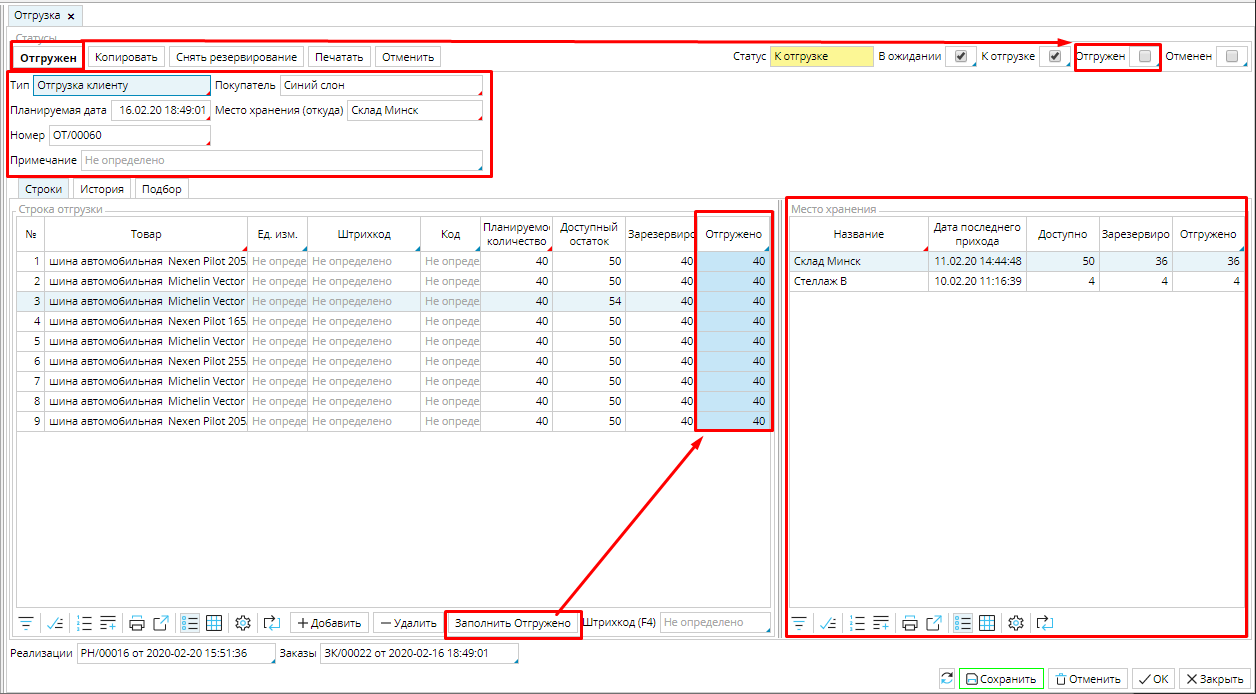 Отгрузка ×
Статусы
Отгружен Копировать Снять резервирование Печатать Отменить Статус К отгрузке В ожидании К отгрузке Отгружен Отменен
Тип Отгрузка клиенту Покупатель Синий слон
Планируемая дата 16.02.20 18:49:01 Место хранения (откуда) Склад Минск
Номер ОТ/00060
Примечание Не определено
Строки История Подбор
Строка отгрузки
№ Товар Ед. изм. Штрихкод Код Планируемо количество Доступный остаток Зарезервиро Отгружено
1 шина автомобильная Nexen Pilot 205 Не опреде Не определено Не опреде 40 50 40 40
2 шина автомобильная Michelin Vector Не опреде Не определено Не опреде 40 50 40 40
3 шина автомобильная Michelin Vector Не опреде Не определено Не опреде 40 54 40 40
4 шина автомобильная Nexen Pilot 165 Не опреде Не определено Не опреде 40 50 40 40
5 шина автомобильная Michelin Vector Не опреде Не определено Не опреде 40 50 40 40
6 шина автомобильная Nexen Pilot 255 Не опреде Не определено Не опреде 40 50 40 40
7 шина автомобильная Michelin Vector Не опреде Не определено Не опреде 40 50 40 40
8 шина автомобильная Michelin Vector Не опреде Не определено Не опреде 40 50 40 40
9 шина автомобильная Nexen Pilot 205 Не опреде Не определено Не опреде 40 50 40 40
Добавить Удалить Заполнить Отгружено Штрихкод (F4) Не определено
Место хранения
Название Дата последнего прихода Доступно Зарезервиро Отгружено
Склад Минск 11.02.20 14:44:48 50 36 36
Стеллаж В 10.02.20 11:16:39 4 4 4
Реализации РН/00016 от 2020-02-20 15:51:36 Заказы ЗК/00022 от 2020-02-16 18:49:01
Сохранить Отменить ОК Закрыть